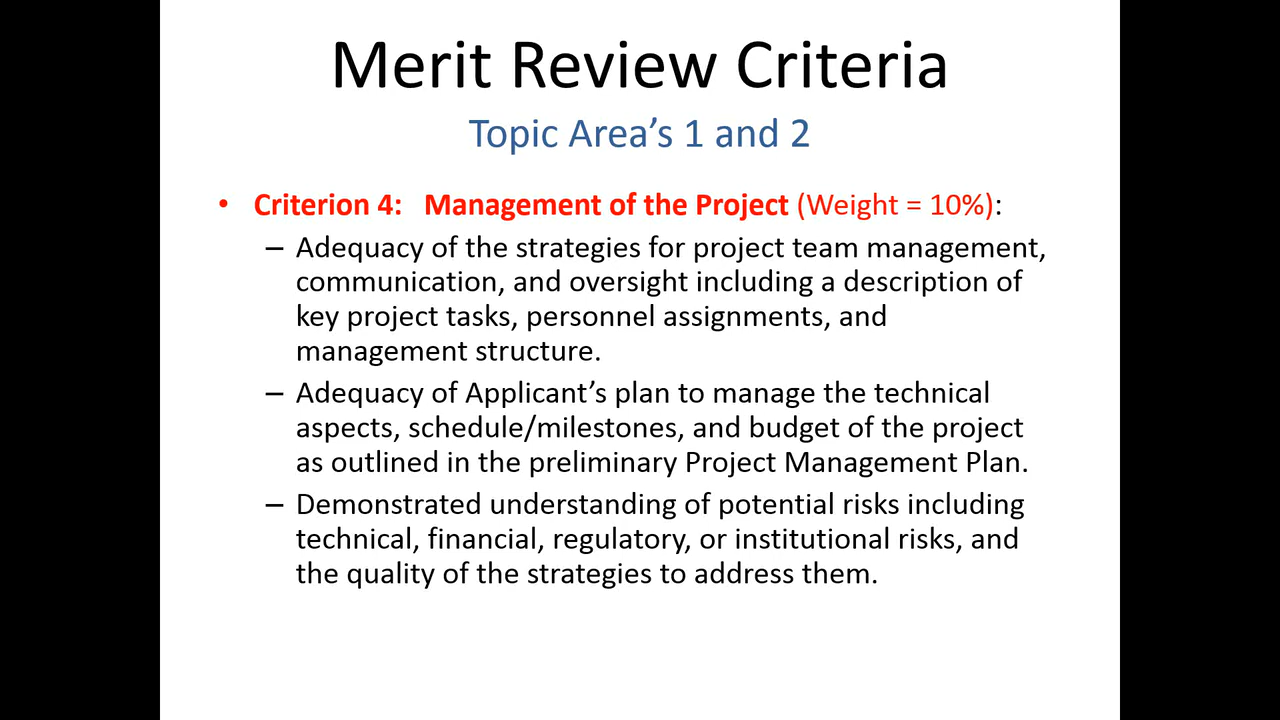 Merit Review Criteria
Topic Area’s 1 and 2
• Criterion 4:   Management of the Project (Weight = 10%):
– Adequacy of the strategies for project team management,
communication, and oversight including a description of
key project tasks, personnel assignments, and
management structure.
– Adequacy of Applicant’s plan to manage the technical
aspects, schedule/milestones, and budget of the project
as outlined in the preliminary Project Management Plan.
– Demonstrated understanding of potential risks including
technical, financial, regulatory, or institutional risks, and
the quality of the strategies to address them.